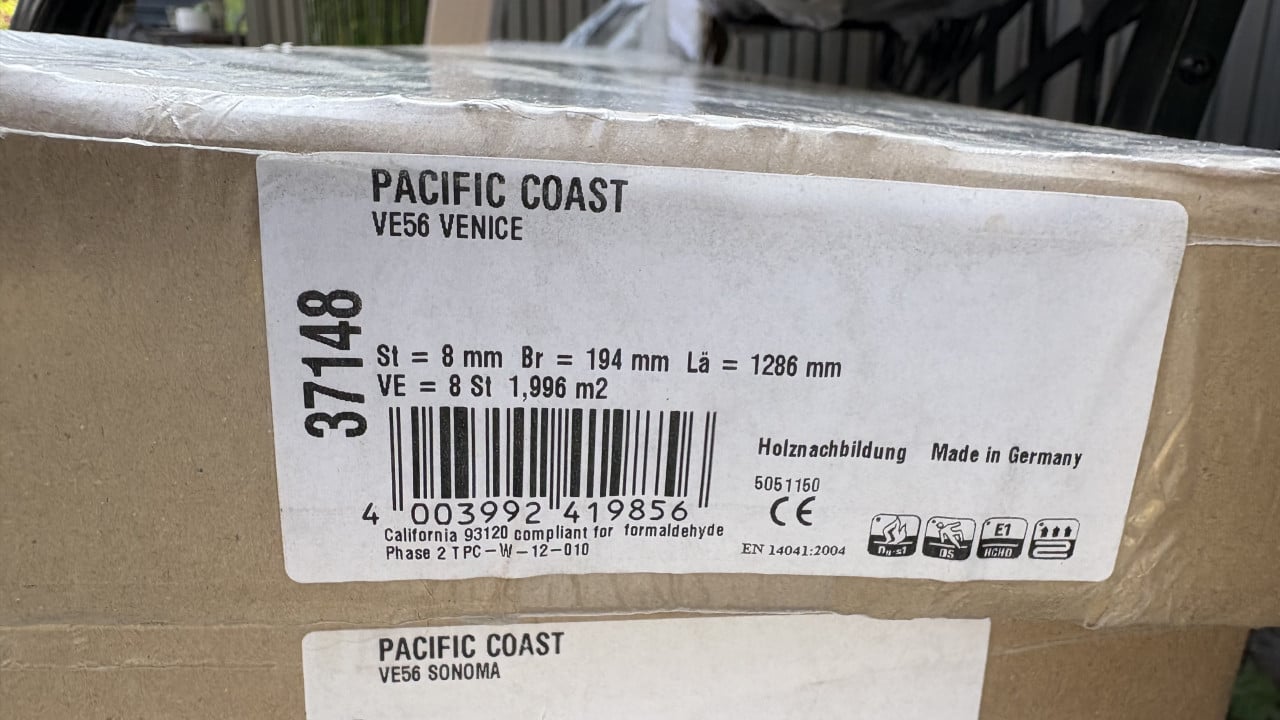 PACIFIC COAST
VE56 VENICE
37148
St = 8 mm Br = 194 mm Lä = 1286 mm
VE = 8 St 1,996 m2
4 003992 419856
California 93120 compliant for formaldehyde
Phase 2 TPC-W-12-010
Holznachbildung Made in Germany
5051150
CE
EN 14041:2004
DS
E1
HCHO
PACIFIC COAST
VE56 SONOMA